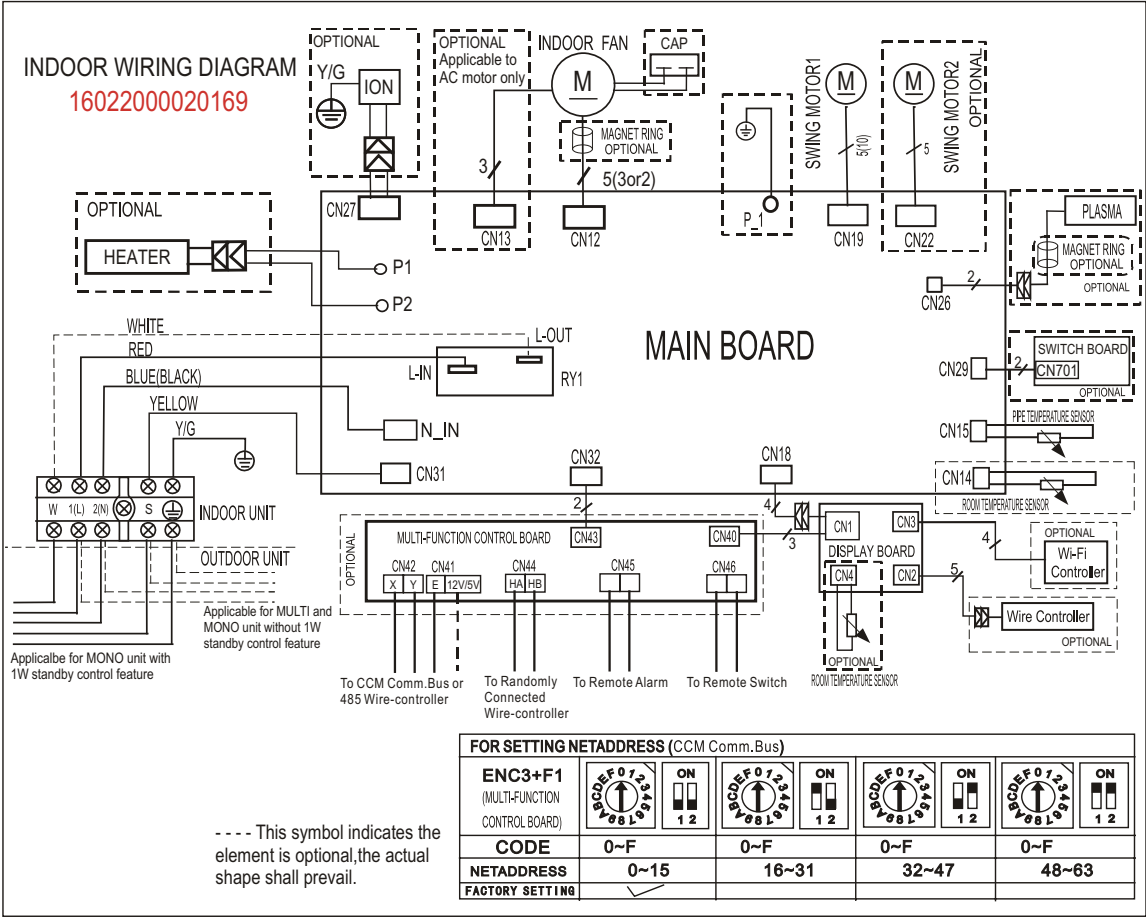 INDOOR WIRING DIAGRAM
16022000020169
OPTIONAL
Y/G
ION
CN27
OPTIONAL
Applicable to
AC motor only
3
CN13
INDOOR FAN
M
CAP
MAGNET RING
OPTIONAL
5(3or2)
CN12
P_1
SWING MOTOR1
M
5(10)
CN19
SWING MOTOR2
OPTIONAL
M
5
CN22
OPTIONAL
HEATER
P1
P2
PLASMA
MAGNET RING
OPTIONAL
OPTIONAL
2
CN26
MAIN BOARD
WHITE
RED
BLUE(BLACK)
YELLOW
Y/G
L-OUT
L-IN
RY1
N_IN
CN31
CN29
2
SWITCH BOARD
CN701
OPTIONAL
CN15
PIPE TEMPERATURE SENSOR
CN14
ROOM TEMPERATURE SENSOR
W 1(L) 2(N) S
INDOOR UNIT
OUTDOOR UNIT
Applicable for MULTI and
MONO unit without 1W
standby control feature
Applicalbe for MONO unit with
1W standby control feature
CN32
2
CN18
4
3
OPTIONAL
MULTI-FUNCTION CONTROL BOARD
CN43
CN40
CN42 CN41 CN44 CN45 CN46
X Y E 12V/5V HA HB
To CCM Comm.Bus or
485 Wire-controller
To Randomly
Connected
Wire-controller
To Remote Alarm
To Remote Switch
CN1
CN3
DISPLAY BOARD
CN4
CN2
OPTIONAL
ROOM TEMPERATURE SENSOR
4
OPTIONAL
Wi-Fi
Controller
5
Wire Controller
OPTIONAL
- - - - This symbol indicates the
element is optional,the actual
shape shall prevail.
FOR SETTING NETADDRESS (CCM Comm.Bus)
ENC3+F1
(MULTI-FUNCTION
CONTROL BOARD)
0123456789ABCDEF
ON
1 2
0123456789ABCDEF
ON
1 2
0123456789ABCDEF
ON
1 2
0123456789ABCDEF
ON
1 2
CODE 0~F 0~F 0~F 0~F
NETADDRESS 0~15 16~31 32~47 48~63
FACTORY SETTING